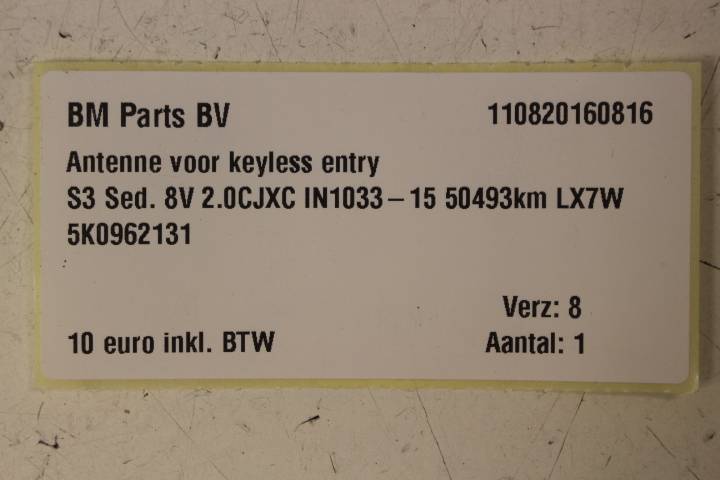 BM Parts BV 110820160816
Antenne voor keyless entry
S3 Sed. 8V 2.0CJXC IN1033-15 50493km LX7W
5K0962131
Verz: 8
10 euro inkl. BTW Aantal: 1